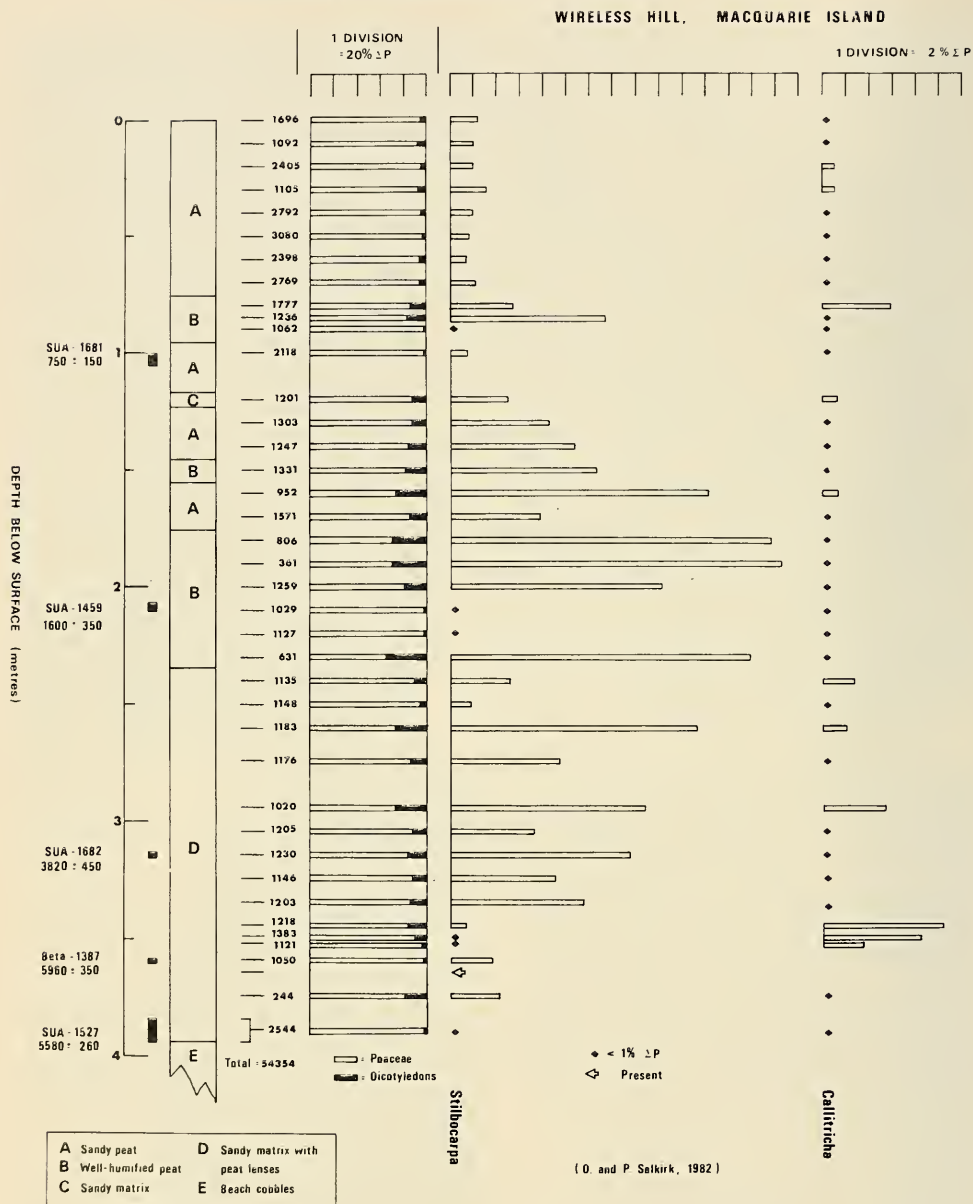 WIRELESS HILL, MACQUARIE ISLAND
1 DIVISION
=20% ΣP
1 DIVISION = 2% ΣP
DEPTH BELOW SURFACE (metres)
0
1
2
3
4
SUA-1681
750 ± 150
SUA-1459
1600 ± 350
SUA-1682
3820 ± 450
Beta-1387
5960 ± 350
SUA-1527
5580 ± 260
A
B
A
C
A
B
A
B
D
E
1696
1092
2405
1105
2792
3080
2398
2769
1777
1236
1062
2118
1201
1303
1247
1331
952
1571
806
361
1259
1029
1127
631
1135
1148
1183
1176
1020
1205
1230
1146
1203
1218
1383
1121
1050
244
2544
Total = 54354
= Poaceae
= Dicotyledons
◆ < 1% ΣP
Present
Stilbocarpa
Callitricha
A Sandy peat
B Well-humified peat
C Sandy matrix
D Sandy matrix with
peat lenses
E Beach cobbles
(D. and P. Selkirk, 1982)